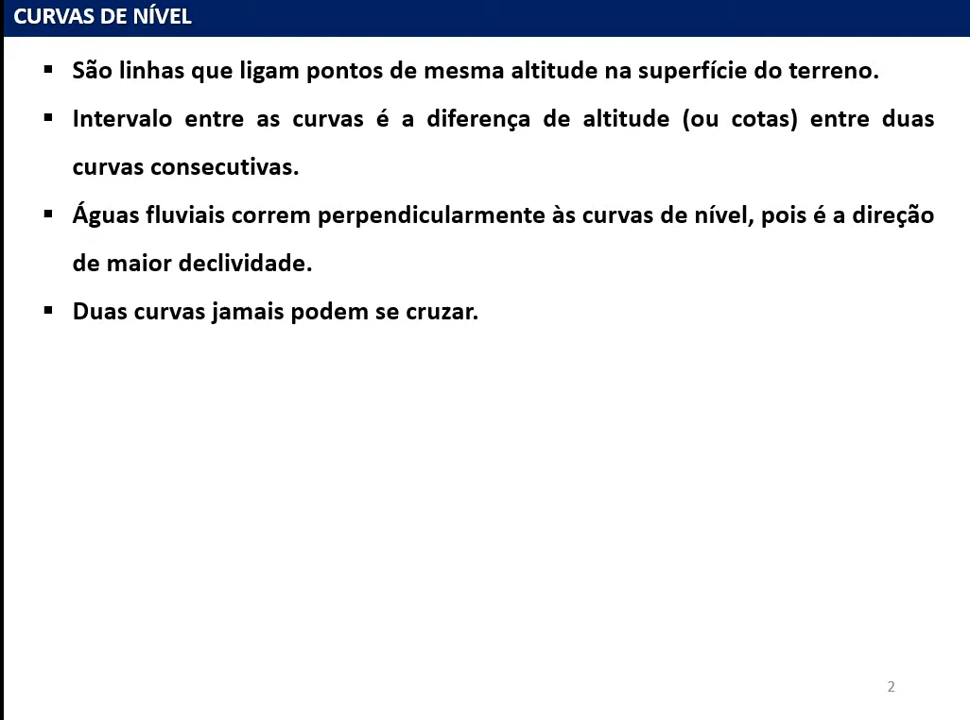 CURVAS DE NÍVEL
▪ São linhas que ligam pontos de mesma altitude na superfície do terreno.
▪ Intervalo entre as curvas é a diferença de altitude (ou cotas) entre duas
curvas consecutivas.
▪ Águas fluviais correm perpendicularmente às curvas de nível, pois é a direção
de maior declividade.
▪ Duas curvas jamais podem se cruzar.
2